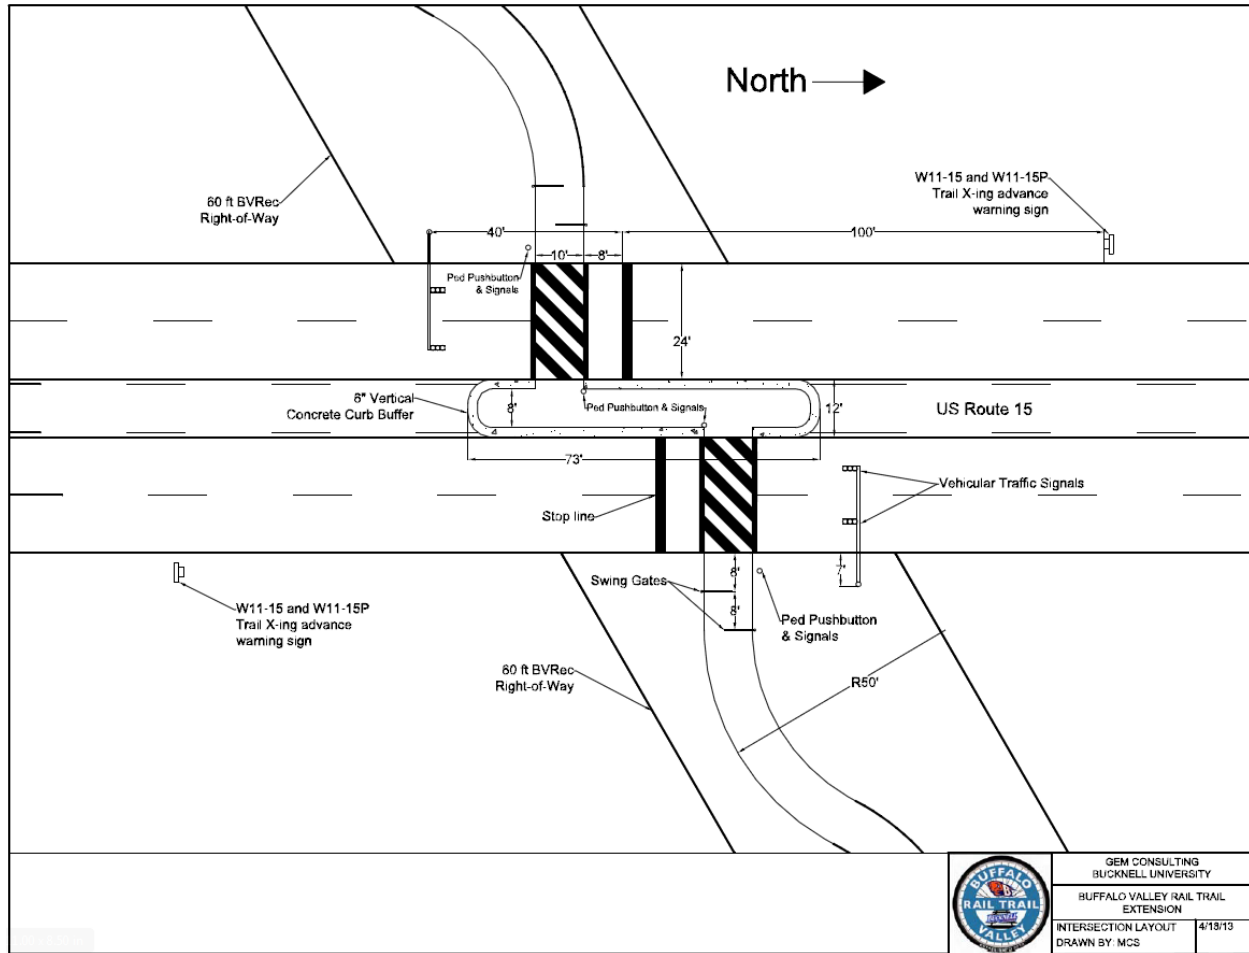 North
W11-15 and W11-15P
Trail X-ing advance
warning sign
60 ft BVRec
Right-of-Way
40'
100'
10'
8'
Ped Pushbutton
& Signals
24'
8" Vertical
Concrete Curb Buffer
8'
Ped Pushbutton & Signals
12'
US Route 15
73'
Vehicular Traffic Signals
Stop line
8'
7'
Swing Gates
8'
W11-15 and W11-15P
Trail X-ing advance
warning sign
Ped Pushbutton
& Signals
60 ft BVRec
Right-of-Way
R50'
BUFFALO
RAIL TRAIL
VALLEY
GEM CONSULTING
BUCKNELL UNIVERSITY
BUFFALO VALLEY RAIL TRAIL
EXTENSION
INTERSECTION LAYOUT
4/18/13
DRAWN BY: MCS